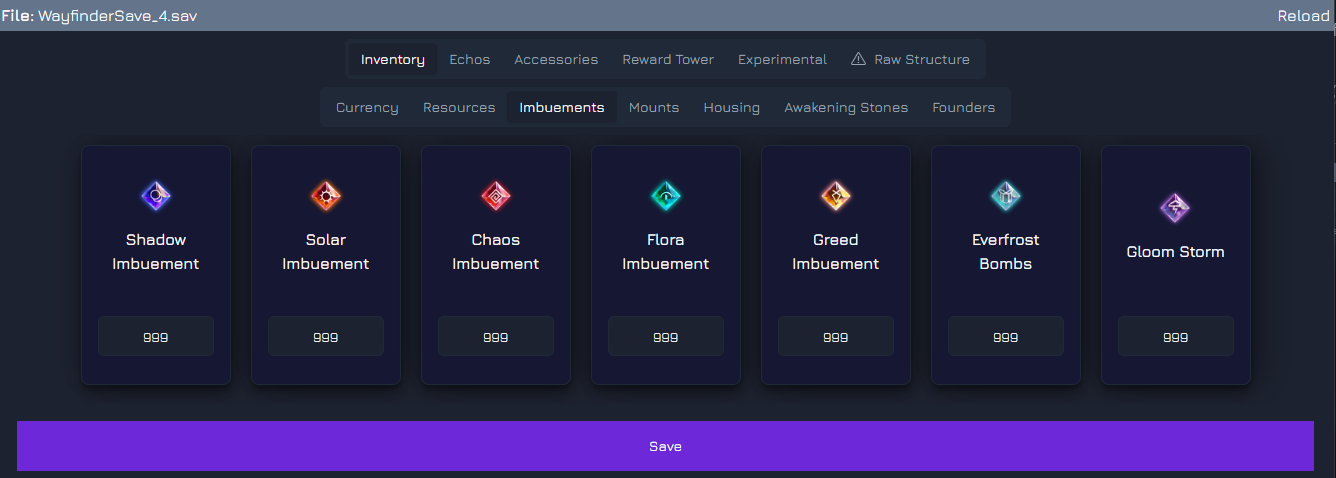 File: WayfinderSave_4.sav
Reload
Inventory
Echos
Accessories
Reward Tower
Experimental
Raw Structure
Currency
Resources
Imbuements
Mounts
Housing
Awakening Stones
Founders
Shadow
Imbuement
999
Solar
Imbuement
999
Chaos
Imbuement
999
Flora
Imbuement
999
Greed
Imbuement
999
Everfrost
Bombs
999
Gloom Storm
999
Save